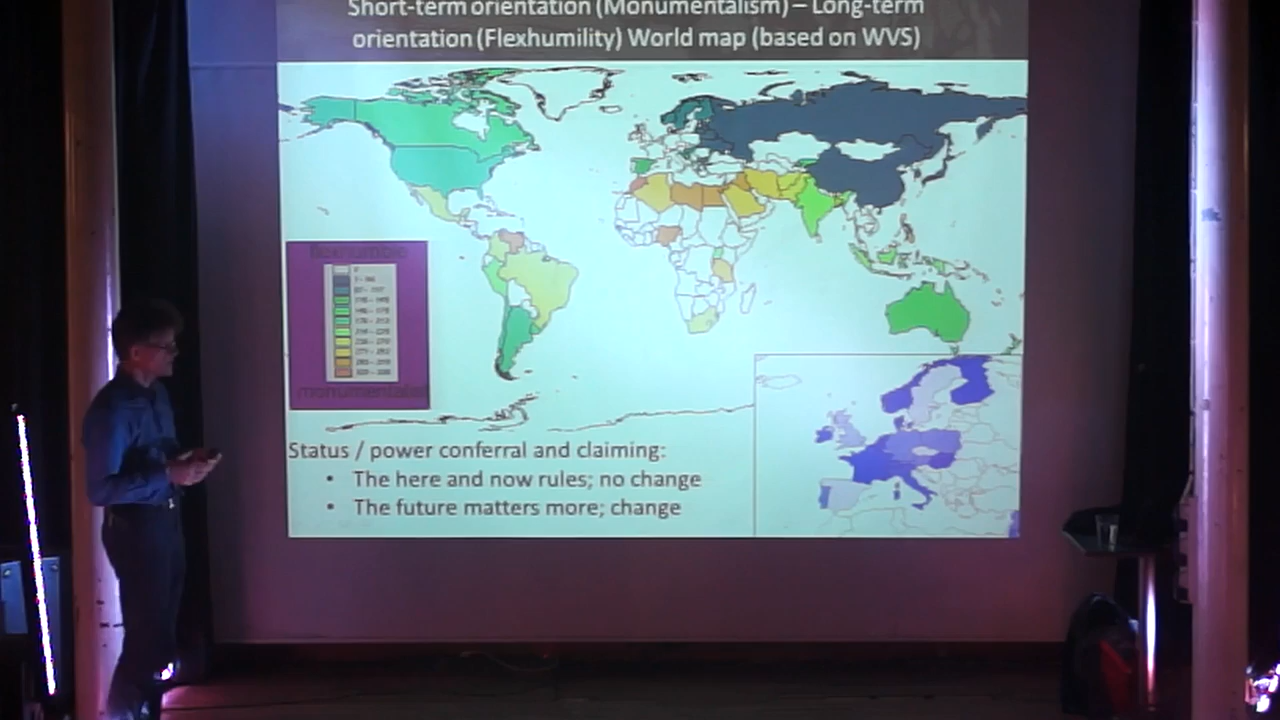 Short-term orientation (Monumentalism) – Long-term
orientation (Flexhumility) World map (based on WVS)
Status / power conferral and claiming:
• The here and now rules; no change
• The future matters more; change